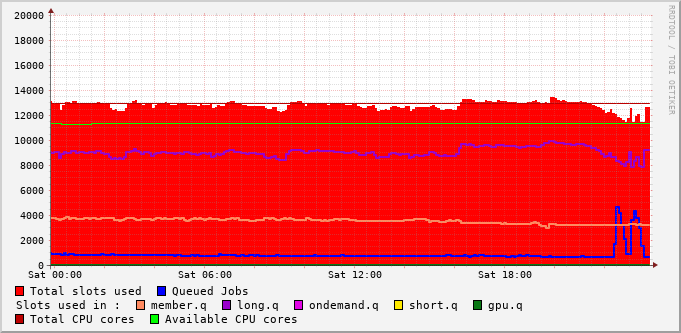 20000
18000
16000
14000
12000
10000
8000
6000
4000
2000
0
Sat 00:00 Sat 06:00 Sat 12:00 Sat 18:00
RRDTOOL / TOBI OETIKER
Total slots used Queued Jobs
Slots used in : member.q long.q ondemand.q short.q gpu.q
Total CPU cores Available CPU cores